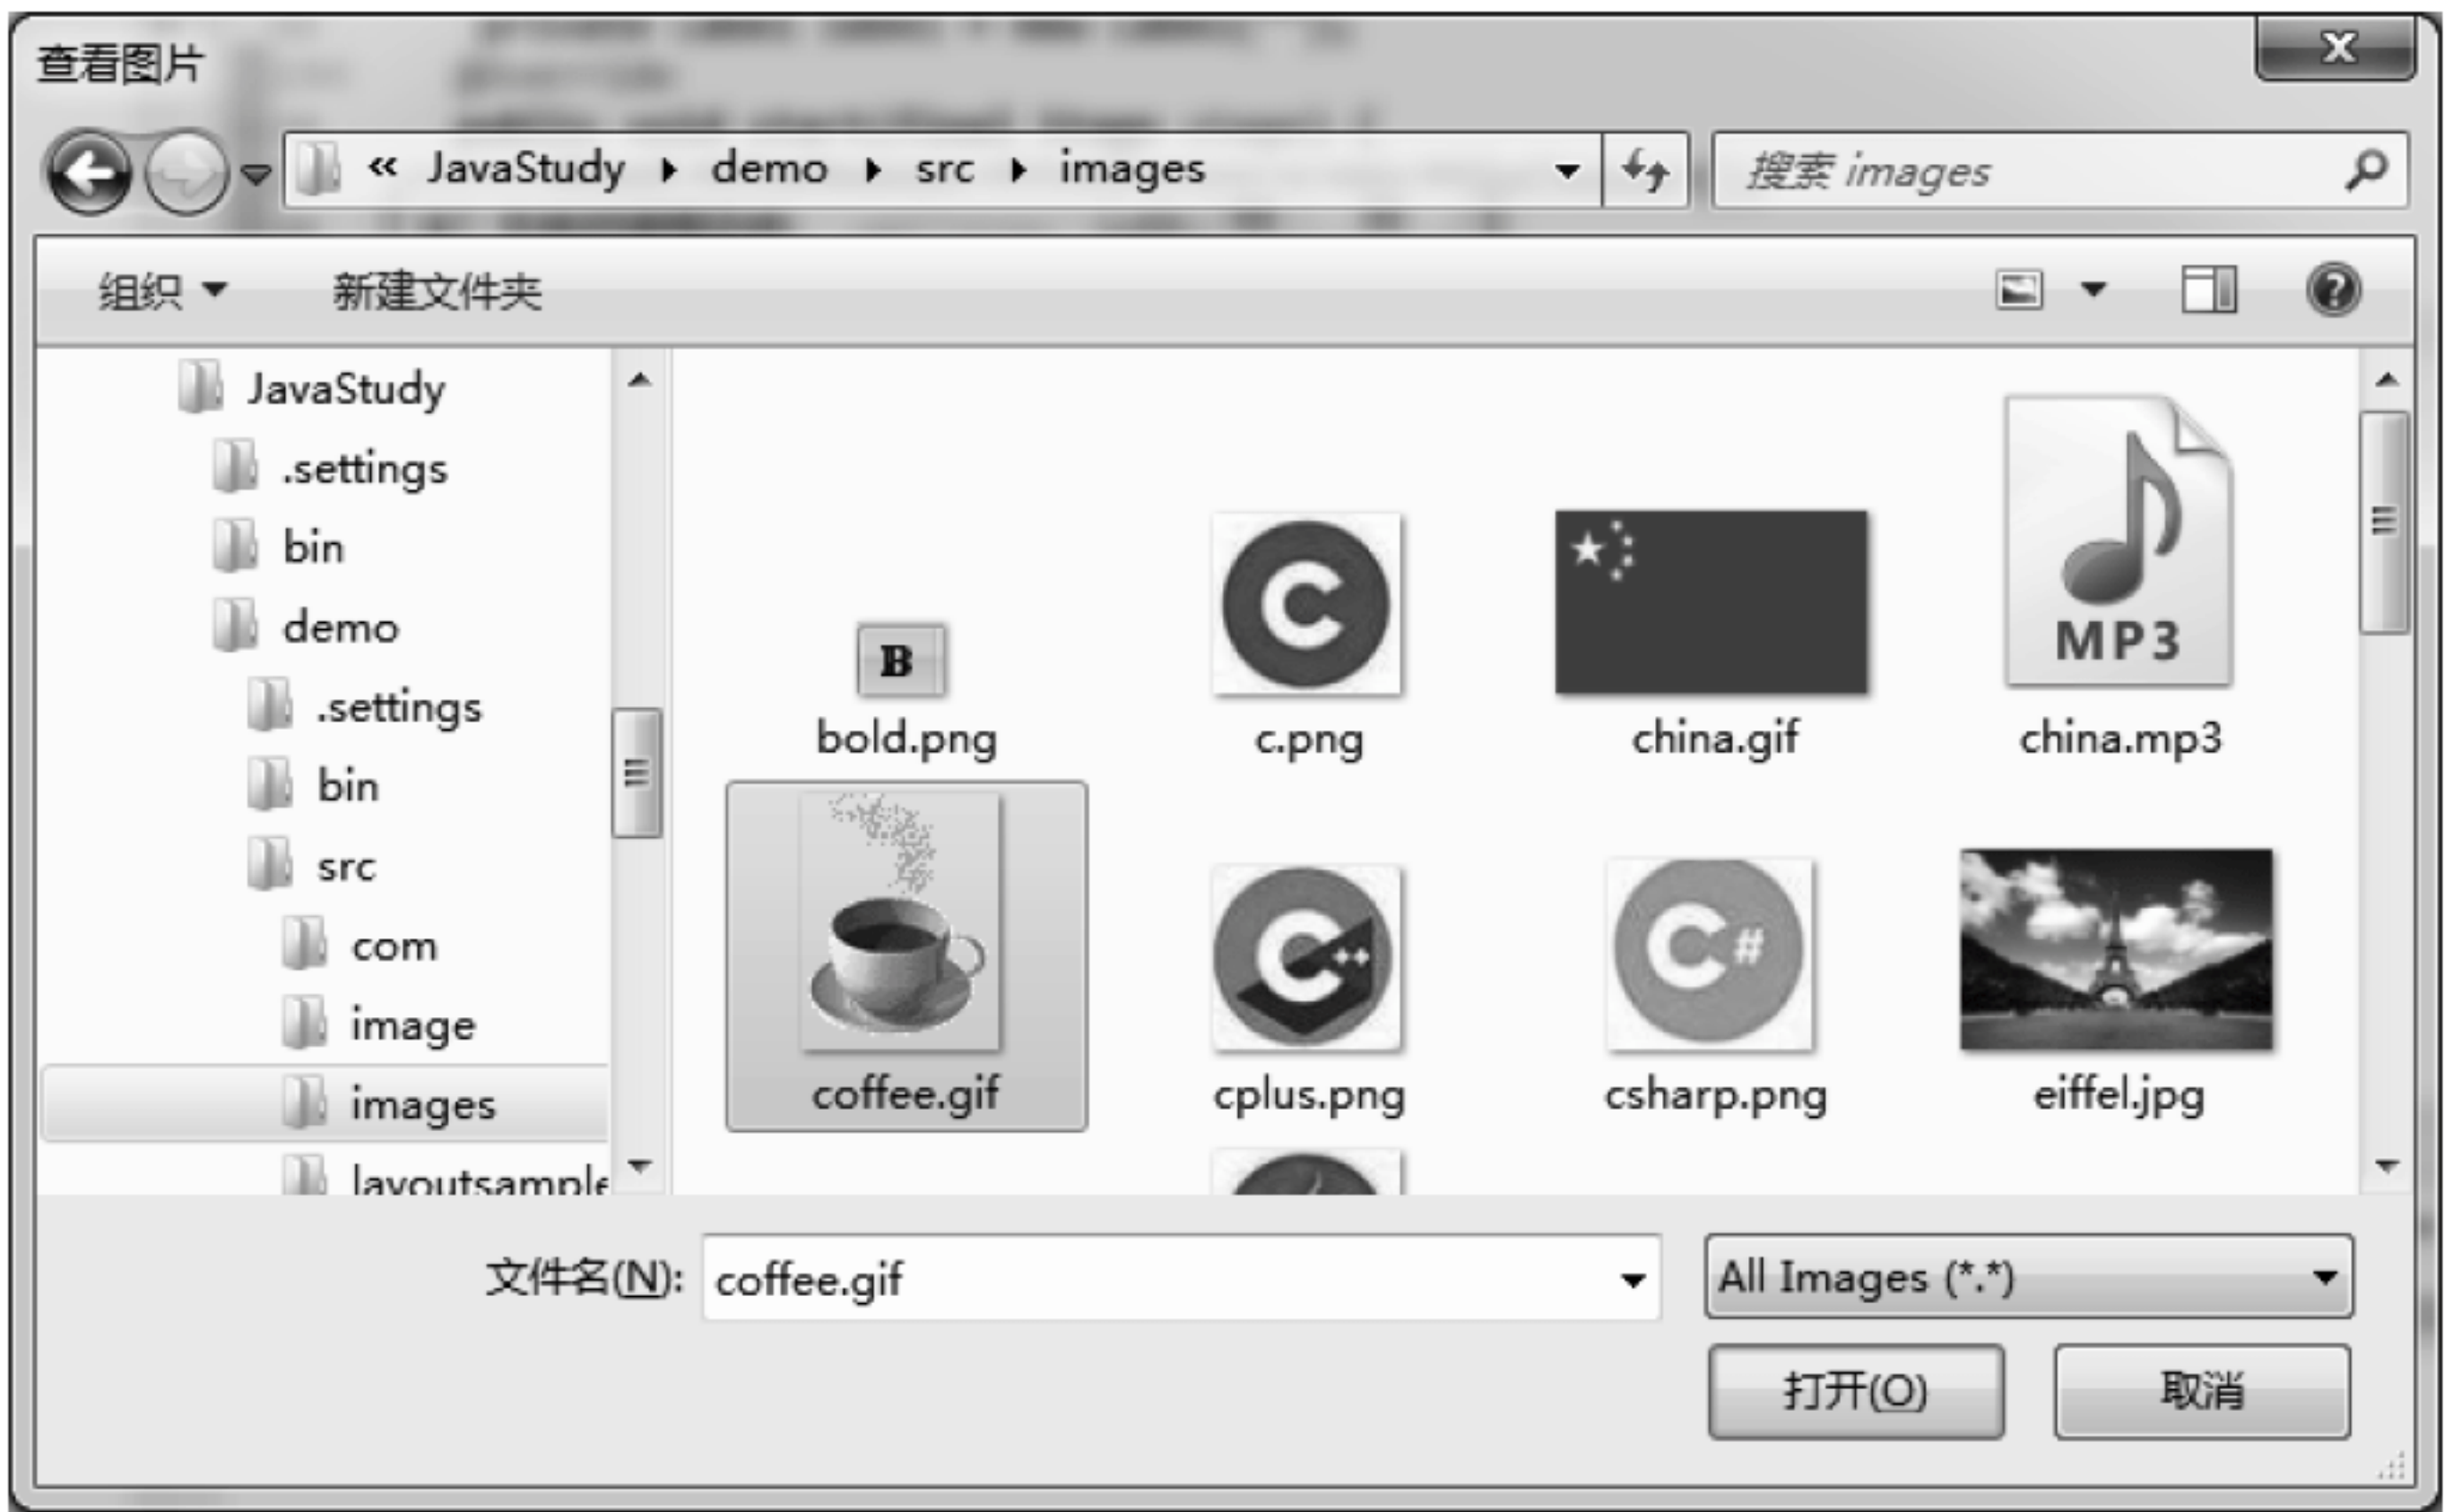 查看图片
« JavaStudy ▸ demo ▸ src ▸ images
搜索 images
组织 新建文件夹
JavaStudy
.settings
bin
demo
.settings
bin
src
com
image
images
layoutsample
B
C
MP3
bold.png c.png china.gif china.mp3
C++
C#
coffee.gif cplus.png csharp.png eiffel.jpg
文件名(N): coffee.gif All Images (*.*)
打开(O) 取消